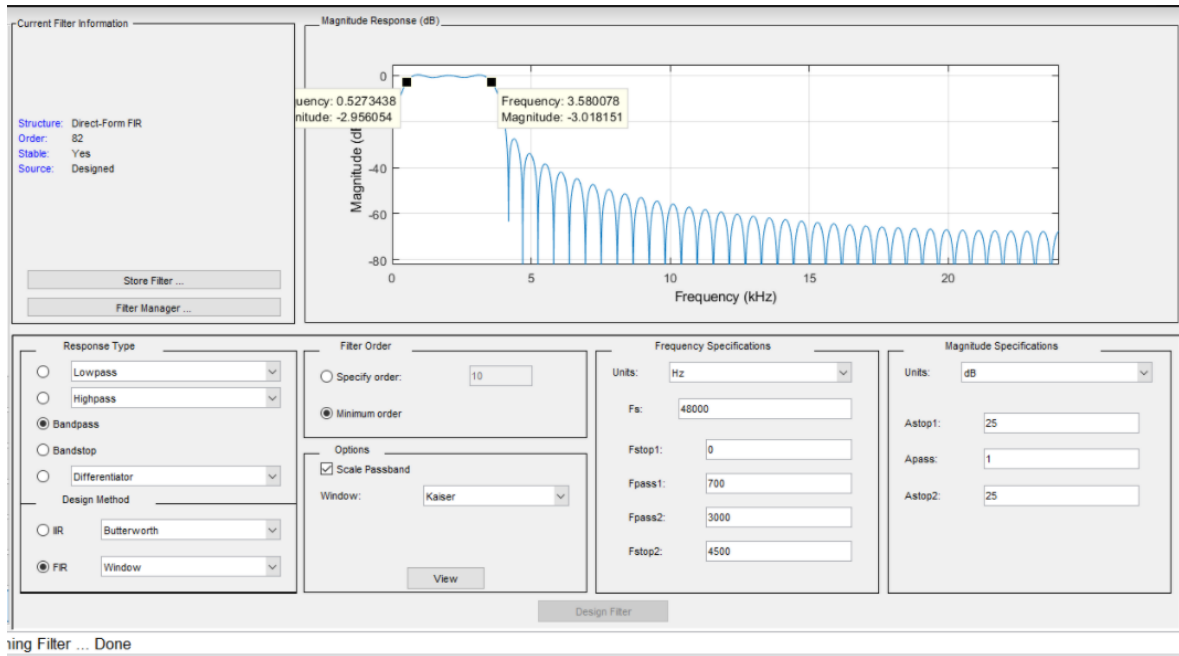 Current Filter Information
Structure: Direct-Form FIR
Order: 82
Stable: Yes
Source: Designed
Store Filter ...
Filter Manager ...
Magnitude Response (dB)
0
uency: 0.5273438
nitude: -2.956054
Frequency: 3.580078
Magnitude: -3.018151
Magnitude (dB
-40
-60
-80
0 5 10 15 20
Frequency (kHz)
Response Type
Lowpass
Highpass
Bandpass
Bandstop
Differentiator
Design Method
IIR Butterworth
FIR Window
Filter Order
Specify order: 10
Minimum order
Options
Scale Passband
Window: Kaiser
View
Frequency Specifications
Units: Hz
Fs: 48000
Fstop1: 0
Fpass1: 700
Fpass2: 3000
Fstop2: 4500
Magnitude Specifications
Units: dB
Astop1: 25
Apass: 1
Astop2: 25
Design Filter
ning Filter ... Done